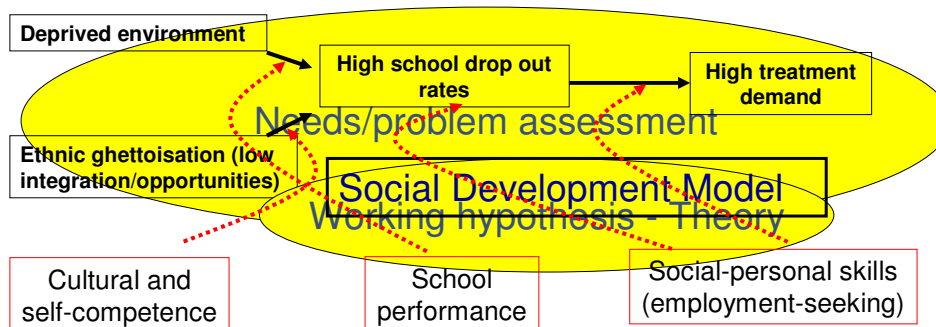 Deprived environment
High school drop out
rates
High treatment
demand
Needs/problem assessment
Ethnic ghettoisation (low
integration/opportunities)
Social Development Model
Working hypothesis - Theory
Cultural and
self-competence
School
performance
Social-personal skills
(employment-seeking)